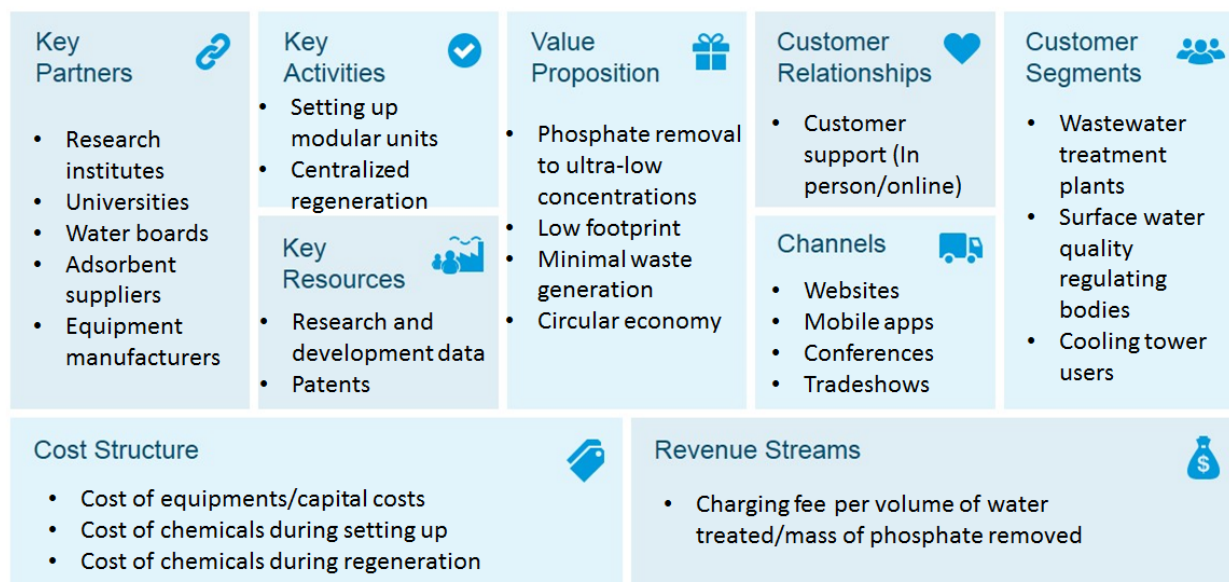 Key
Partners
• Research
institutes
• Universities
• Water boards
• Adsorbent
suppliers
• Equipment
manufacturers
Key
Activities
• Setting up
modular units
• Centralized
regeneration
Key
Resources
• Research and
development data
• Patents
Value
Proposition
• Phosphate removal
to ultra-low
concentrations
• Low footprint
• Minimal waste
generation
• Circular economy
Customer
Relationships
• Customer
support (In
person/online)
Channels
• Websites
• Mobile apps
• Conferences
• Tradeshows
Customer
Segments
• Wastewater
treatment
plants
• Surface water
quality
regulating
bodies
• Cooling tower
users
Cost Structure
• Cost of equipments/capital costs
• Cost of chemicals during setting up
• Cost of chemicals during regeneration
Revenue Streams
$
• Charging fee per volume of water
treated/mass of phosphate removed